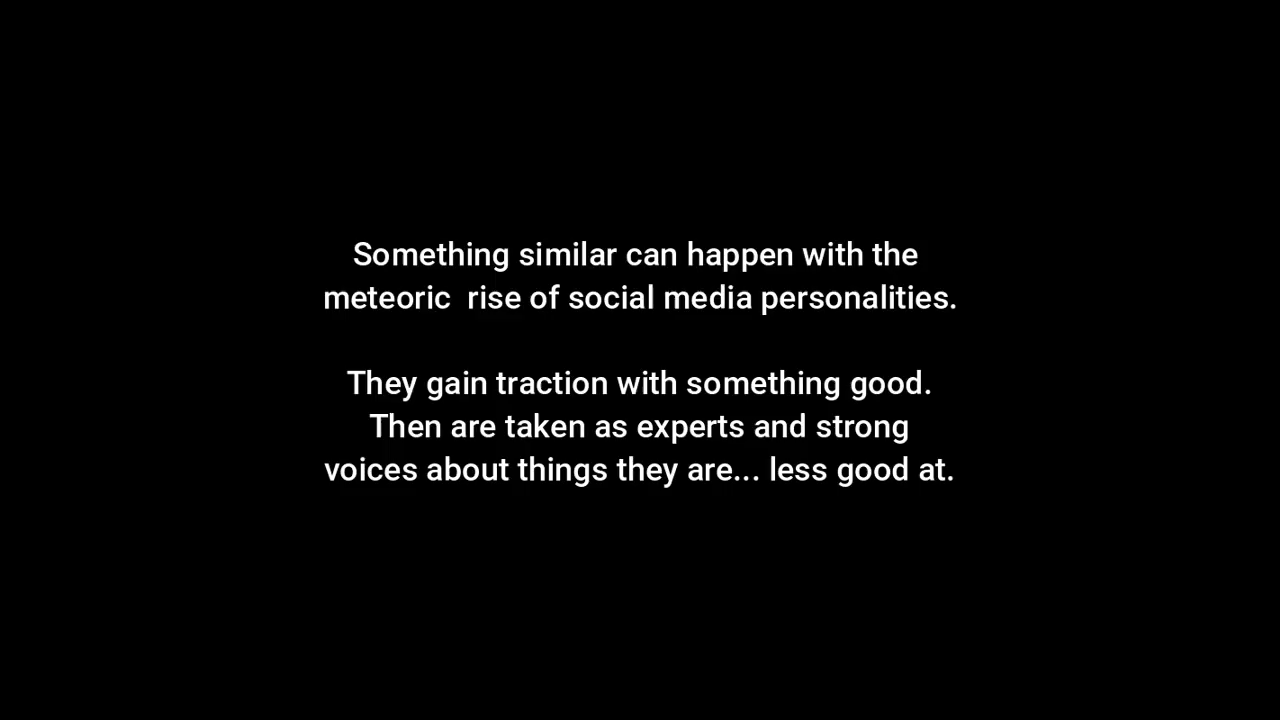 Something similar can happen with the
meteoric  rise of social media personalities.
They gain traction with something good.
Then are taken as experts and strong
voices about things they are... less good at.